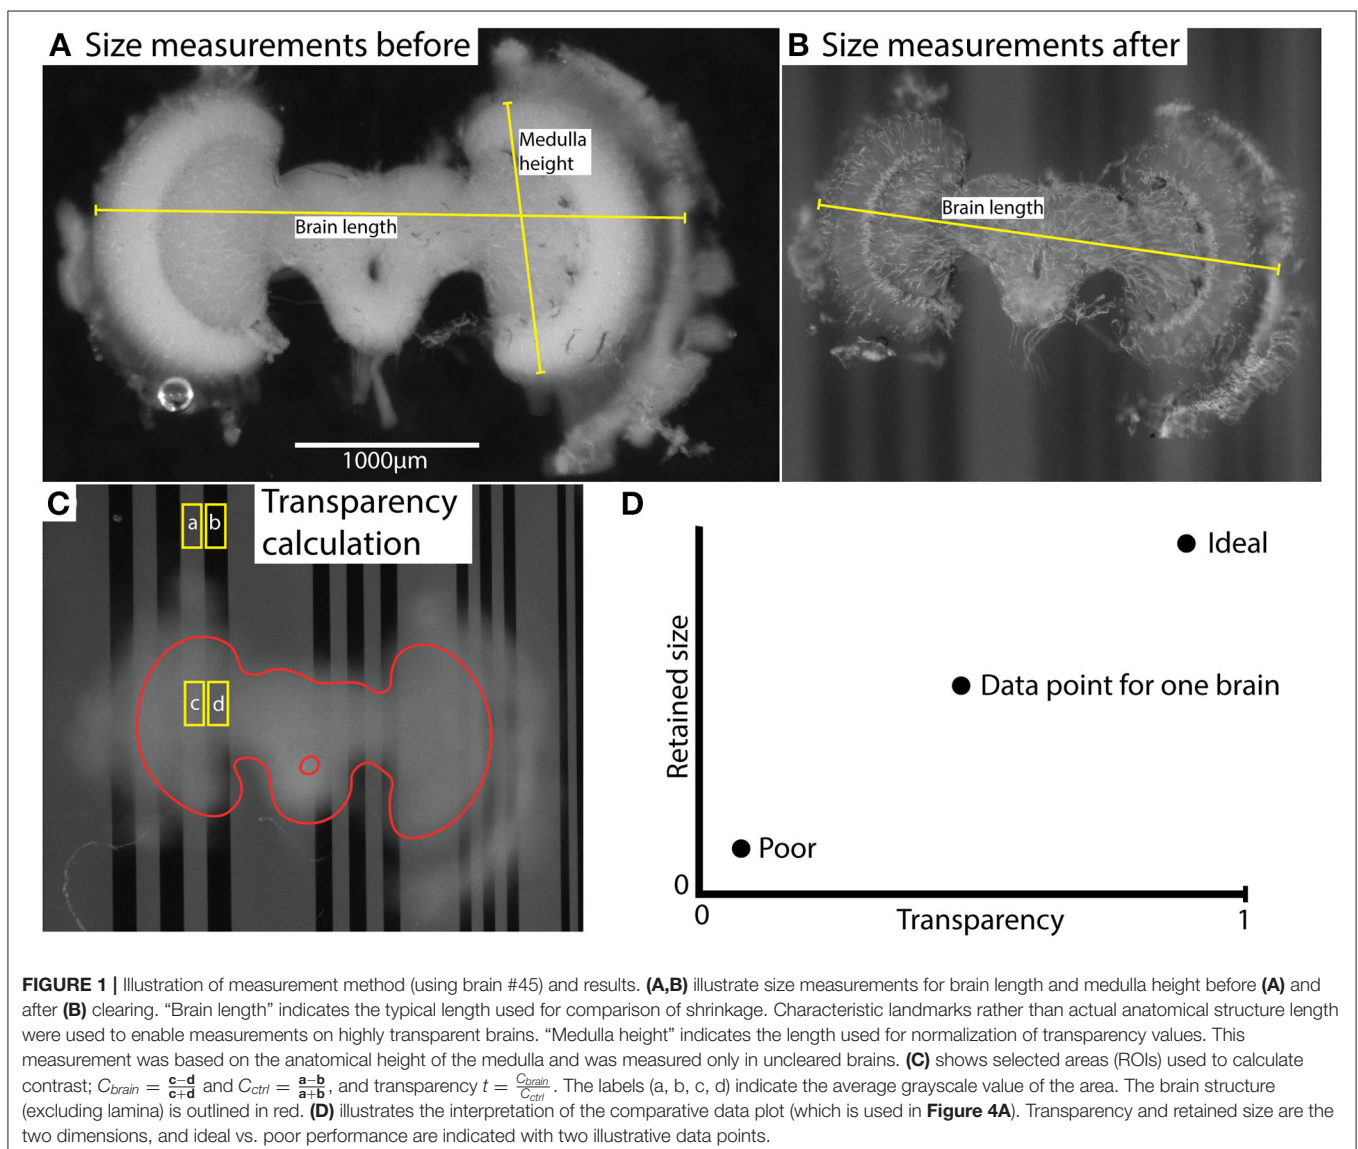 A Size measurements before
Medulla
height
Brain length
1000μm
B Size measurements after
Brain length
C
Transparency
calculation
a b
c d
D
Ideal
Data point for one brain
Poor
Retained size
0
0
Transparency
1
FIGURE 1 | Illustration of measurement method (using brain #45) and results. (A,B) illustrate size measurements for brain length and medulla height before (A) and
after (B) clearing. “Brain length” indicates the typical length used for comparison of shrinkage. Characteristic landmarks rather than actual anatomical structure length
were used to enable measurements on highly transparent brains. “Medulla height” indicates the length used for normalization of transparency values. This
measurement was based on the anatomical height of the medulla and was measured only in uncleared brains. (C) shows selected areas (ROIs) used to calculate
contrast; C_brain = (c−d)/(c+d) and C_ctrl = (a−b)/(a+b), and transparency t = C_brain/C_ctrl. The labels (a, b, c, d) indicate the average grayscale value of the area. The brain structure
(excluding lamina) is outlined in red. (D) illustrates the interpretation of the comparative data plot (which is used in Figure 4A). Transparency and retained size are the
two dimensions, and ideal vs. poor performance are indicated with two illustrative data points.